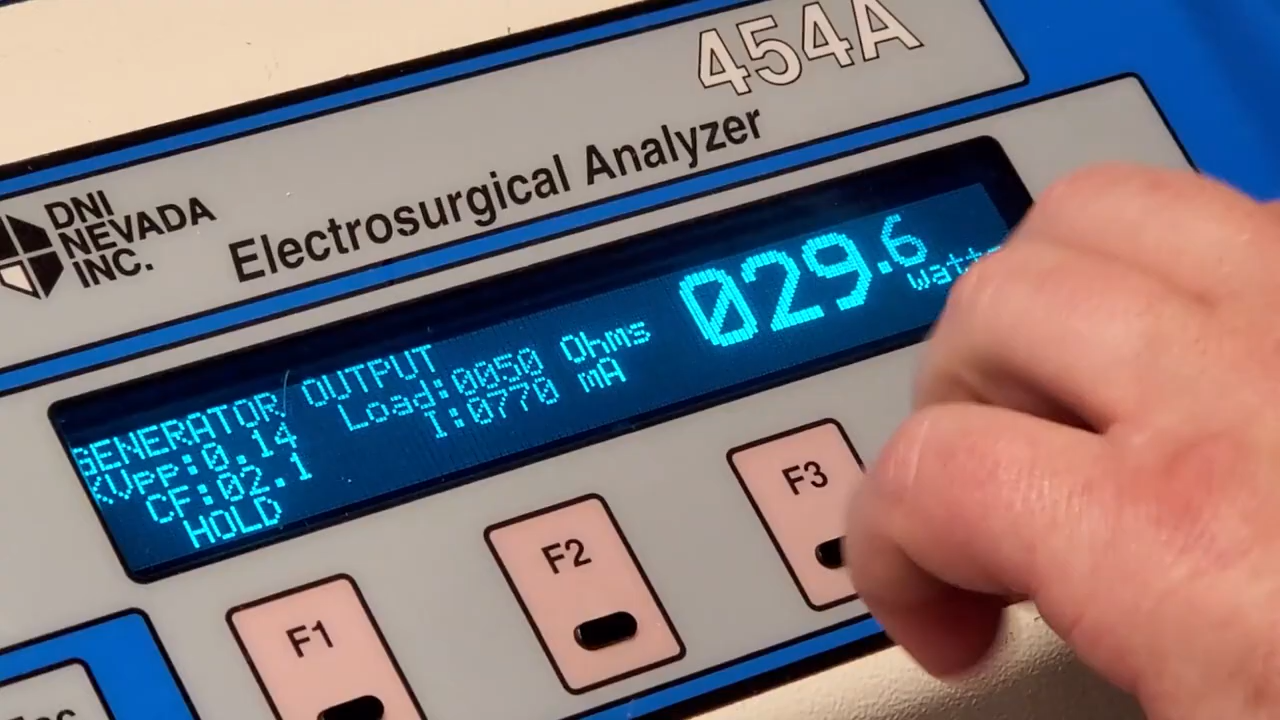 454A
DNI
NEVADA
INC.
Electrosurgical Analyzer
029.6
GENERATOR OUTPUT
KVPP:0.14 Load:0050 Ohms
CF:02.1 I:0770 mA
HOLD
F1
F2
F3